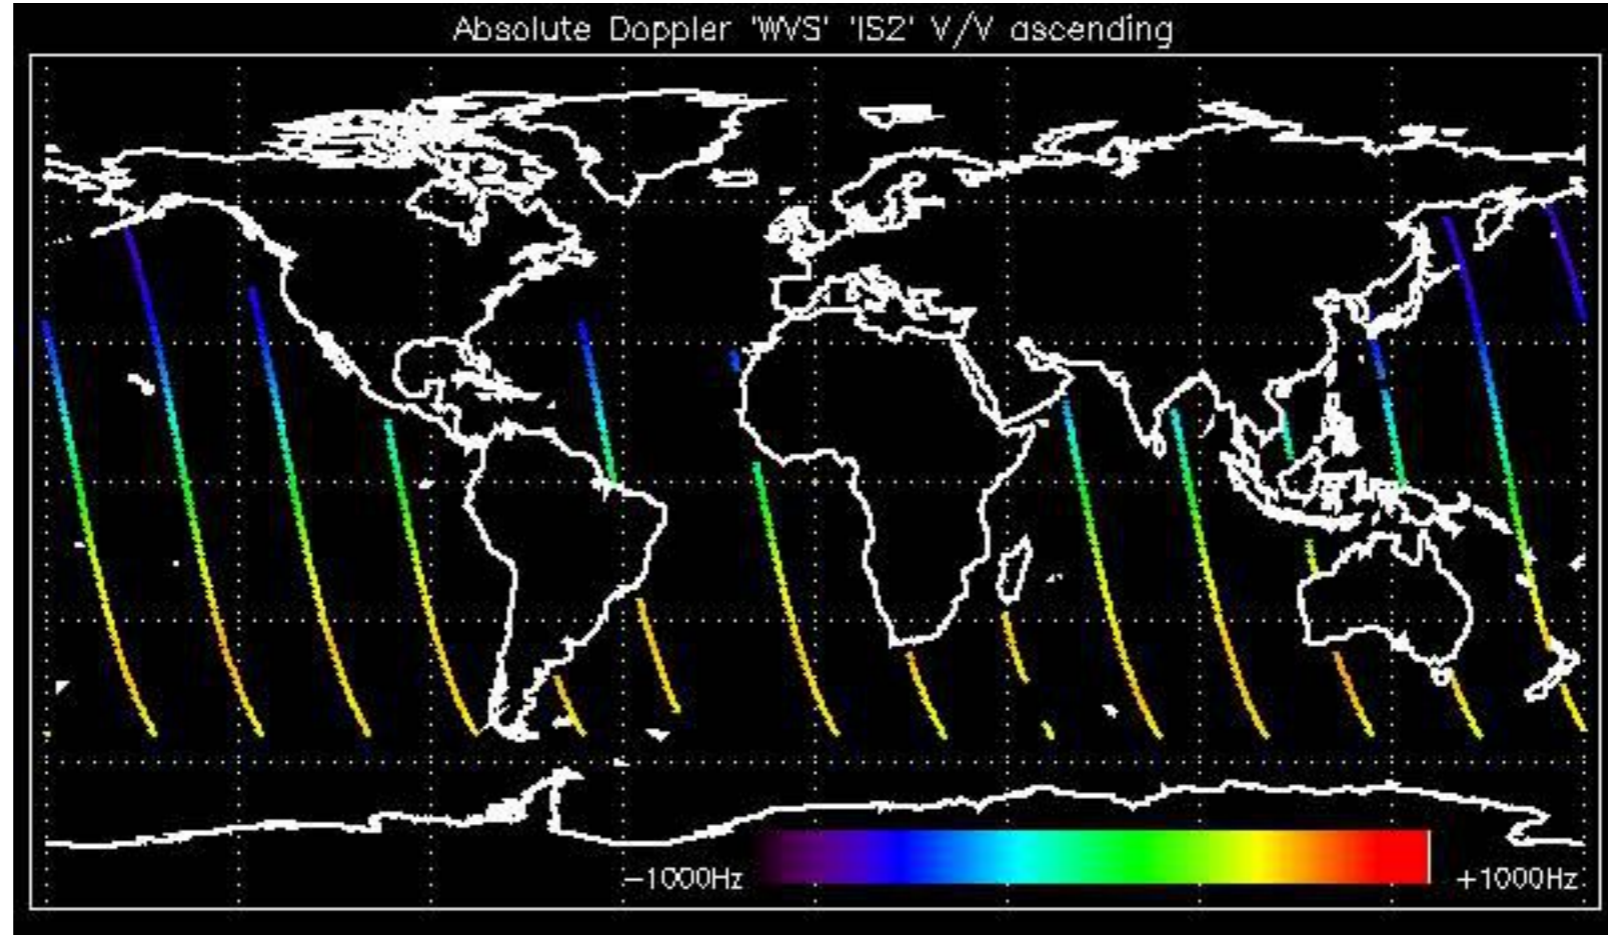 Absolute Doppler 'WVS' 'IS2' V/V ascending
-1000Hz
+1000Hz